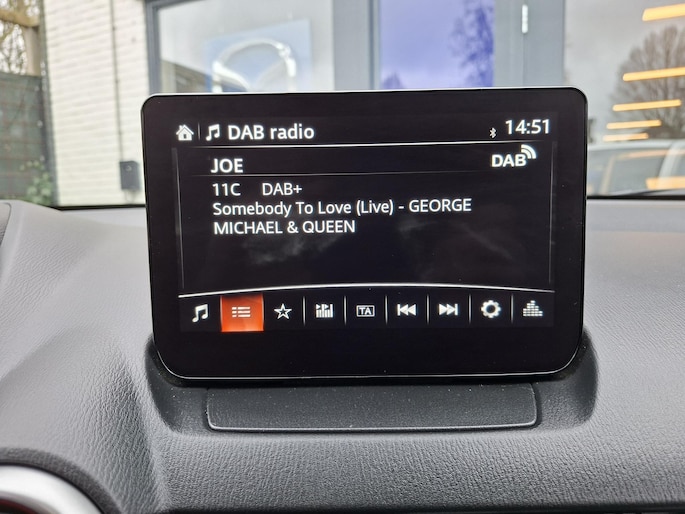 DAB radio 14:51
JOE DAB
11C DAB+
Somebody To Love (Live) - GEORGE
MICHAEL & QUEEN
TA